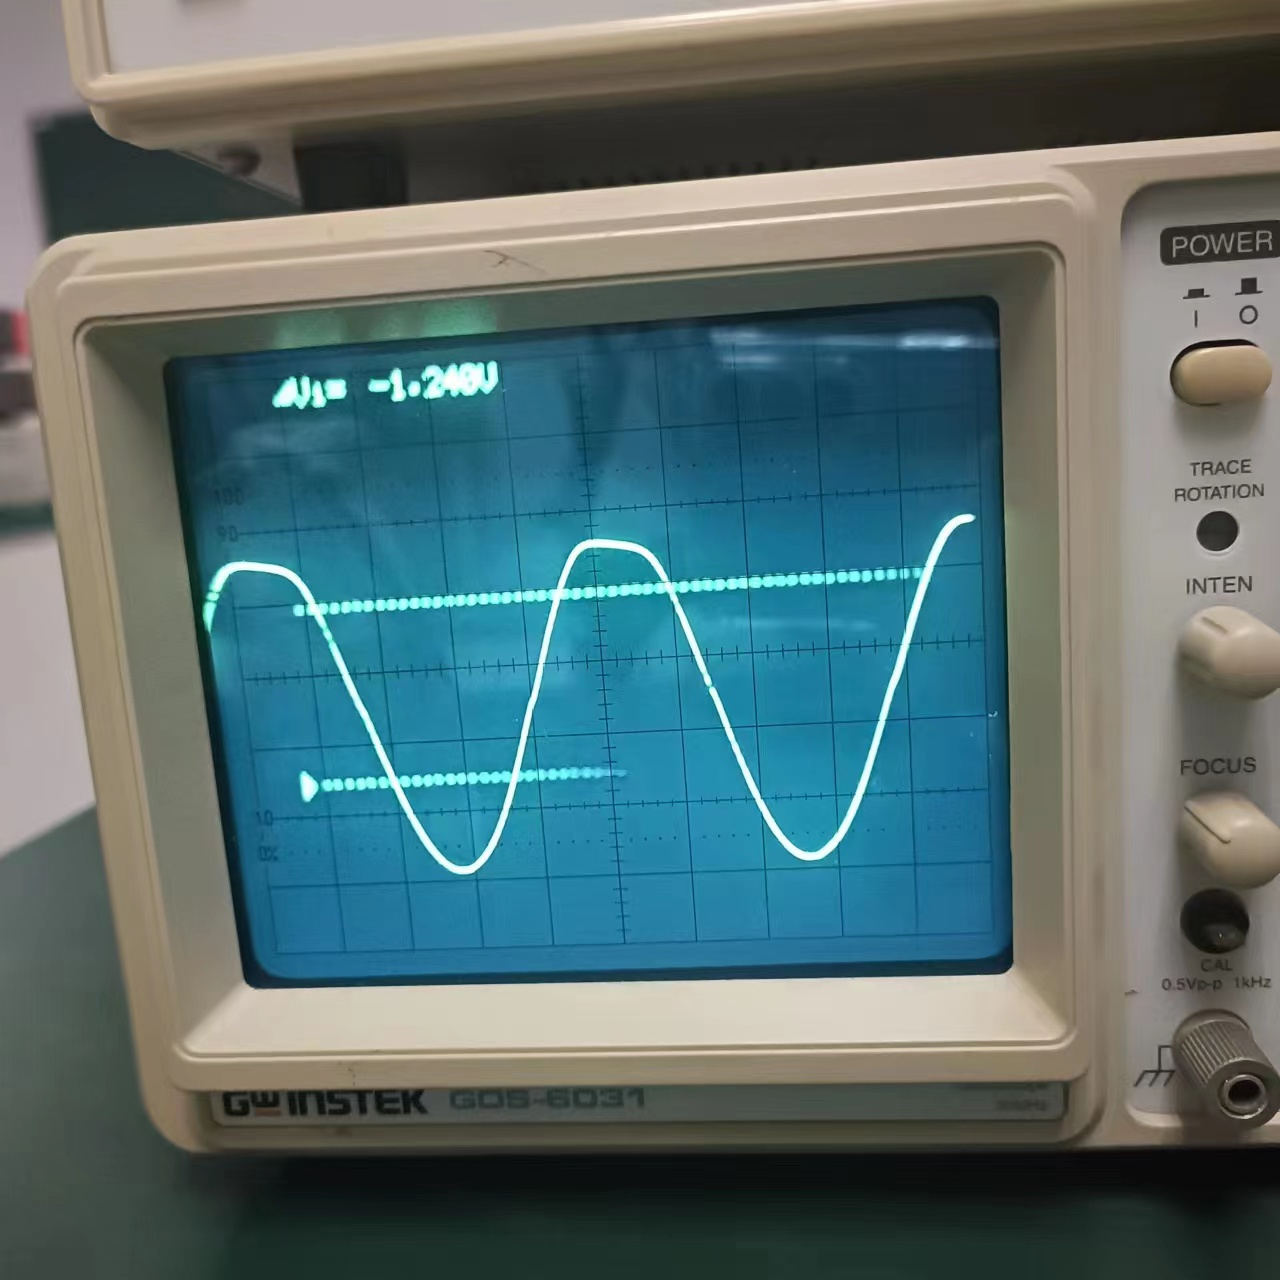 ΔV1= -1.240V
100
90
10
0%
POWER
I O
TRACE
ROTATION
INTEN
FOCUS
CAL
0.5Vp-p 1kHz
GW INSTEK GOS-6031